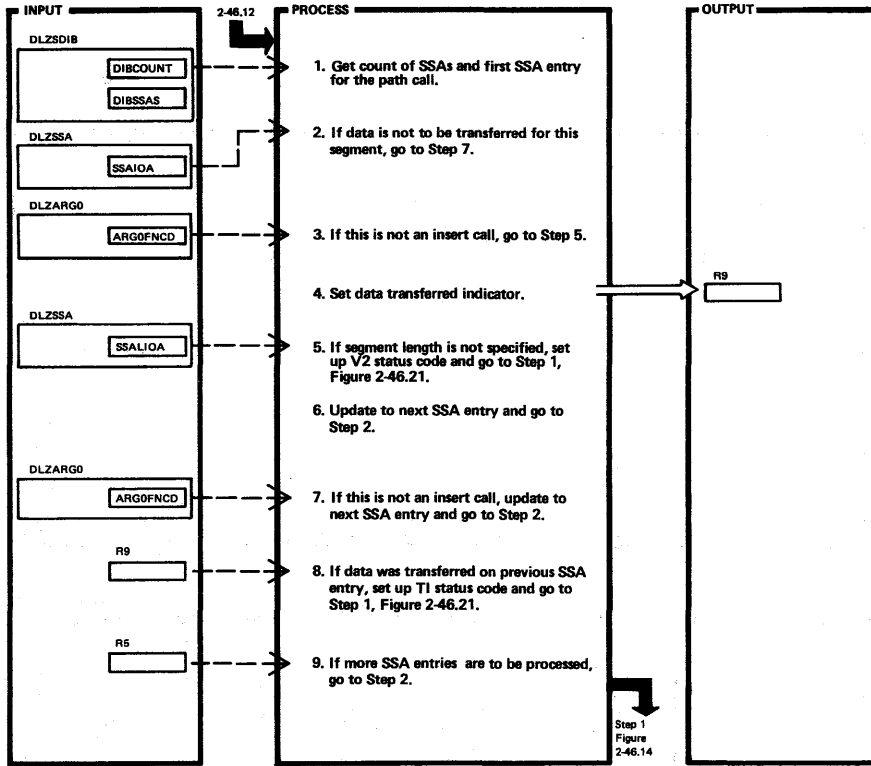 INPUT
2-46.12
PROCESS
OUTPUT
DLZSDIB
DIBCOUNT
DIBSSAS
1. Get count of SSAs and first SSA entry
for the path call.
DLZSSA
SSAIOA
2. If data is not to be transferred for this
segment, go to Step 7.
DLZARG0
ARG0FNCD
3. If this is not an insert call, go to Step 5.
4. Set data transferred indicator.
R9
DLZSSA
SSALIOA
5. If segment length is not specified, set
up V2 status code and go to Step 1,
Figure 2-46.21.
6. Update to next SSA entry and go to
Step 2.
DLZARG0
ARG0FNCD
7. If this is not an insert call, update to
next SSA entry and go to Step 2.
R9
8. If data was transferred on previous SSA
entry, set up TI status code and go to
Step 1, Figure 2-46.21.
R5
9. If more SSA entries are to be processed,
go to Step 2.
Step 1
Figure
2-46.14